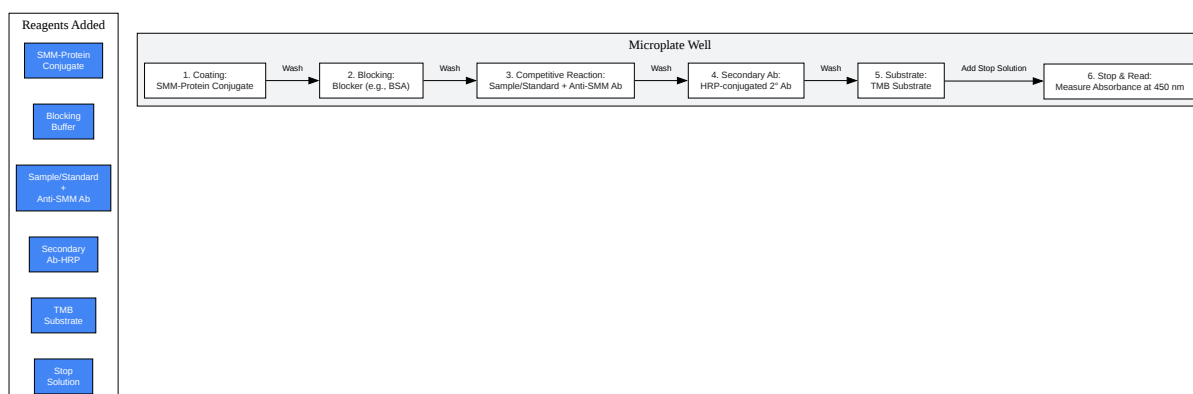 Reagents Added
SMM-Protein
Conjugate
Blocking
Buffer
Sample/Standard
+
Anti-SMM Ab
Secondary
Ab-HRP
TMB
Substrate
Stop
Solution
Microplate Well
1. Coating:
SMM-Protein Conjugate
Wash
2. Blocking:
Blocker (e.g., BSA)
Wash
3. Competitive Reaction:
Sample/Standard + Anti-SMM Ab
Wash
4. Secondary Ab:
HRP-conjugated 2° Ab
Wash
5. Substrate:
TMB Substrate
Add Stop Solution
6. Stop & Read:
Measure Absorbance at 450 nm